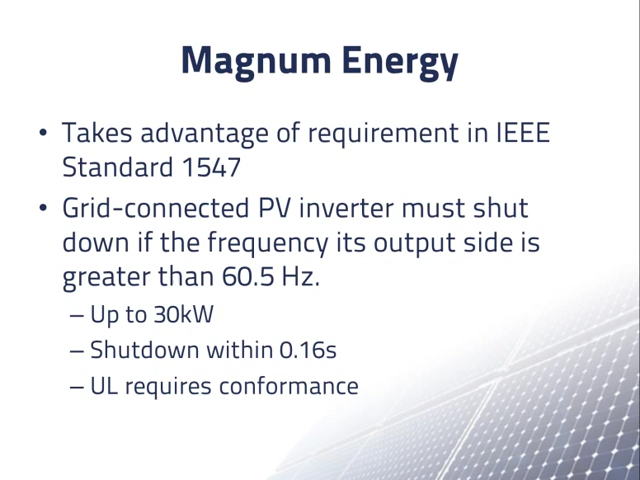 Magnum Energy
• Takes advantage of requirement in IEEE
Standard 1547
• Grid-connected PV inverter must shut
down if the frequency its output side is
greater than 60.5 Hz.
– Up to 30kW
– Shutdown within 0.16s
– UL requires conformance